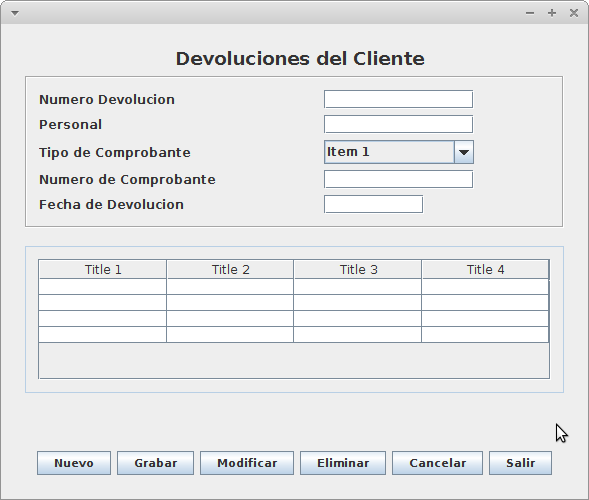 Devoluciones del Cliente
Numero Devolucion
Personal
Tipo de Comprobante Item 1
Numero de Comprobante
Fecha de Devolucion
Title 1 Title 2 Title 3 Title 4
Nuevo Grabar Modificar Eliminar Cancelar Salir